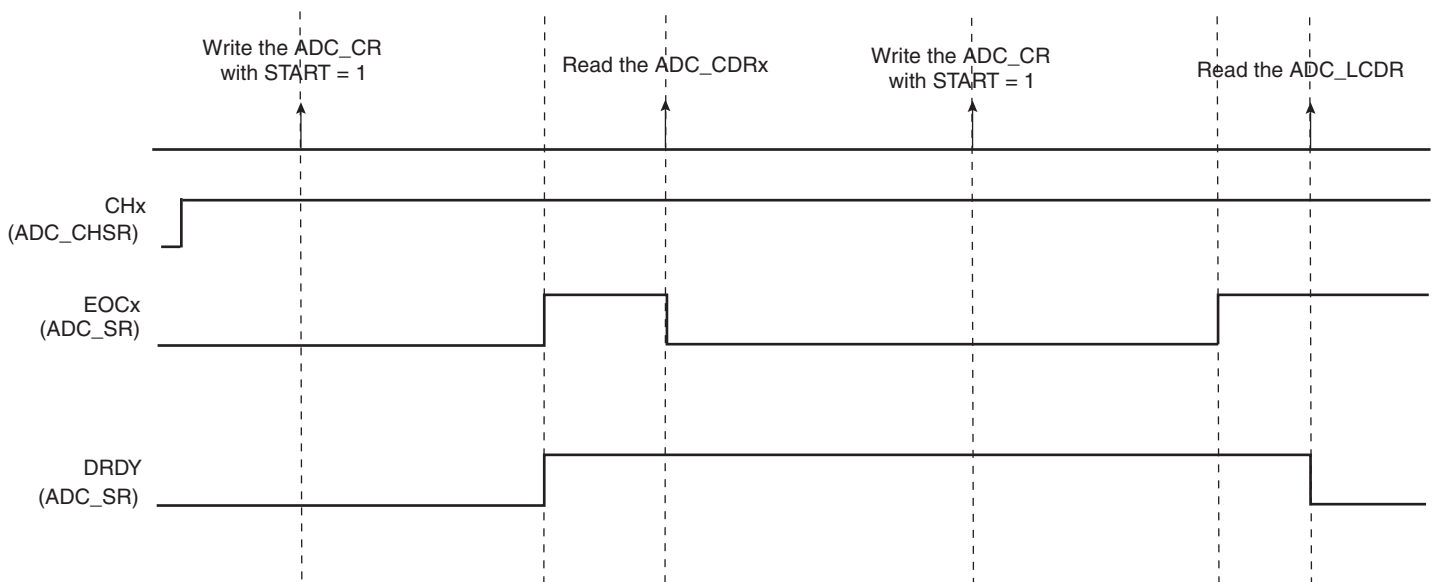 Write the ADC_CR
with START = 1
Read the ADC_CDRx
Write the ADC_CR
with START = 1
Read the ADC_LCDR
CHx
(ADC_CHSR)
EOCx
(ADC_SR)
DRDY
(ADC_SR)